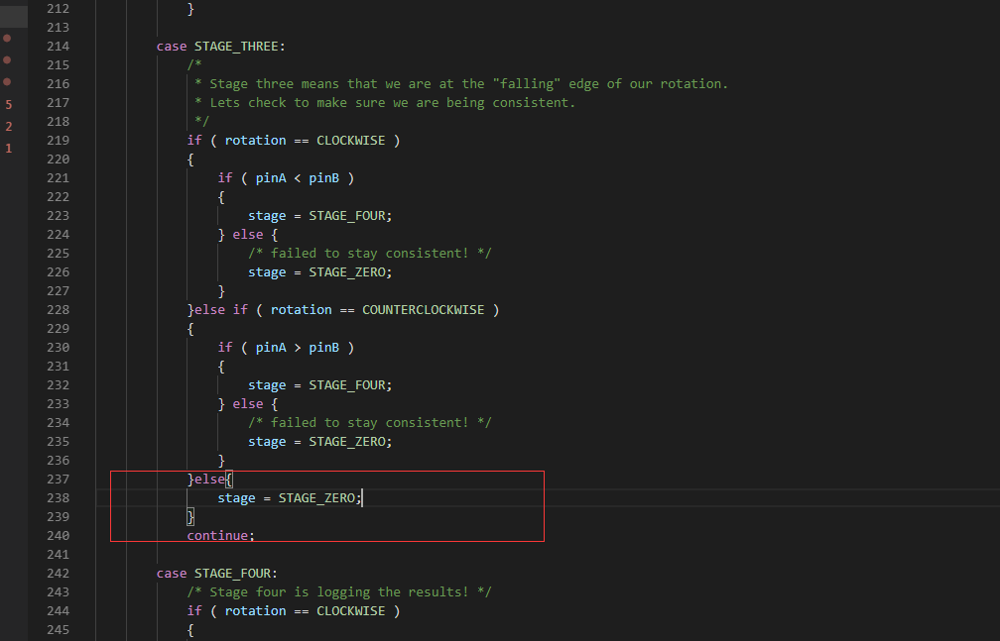 212 }
213
214 case STAGE_THREE:
215 /*
216 * Stage three means that we are at the "falling" edge of our rotation.
5 217 * Lets check to make sure we are being consistent.
2 218 */
1 219 if ( rotation == CLOCKWISE )
220 {
221 if ( pinA < pinB )
222 {
223 stage = STAGE_FOUR;
224 } else {
225 /* failed to stay consistent! */
226 stage = STAGE_ZERO;
227 }
228 }else if ( rotation == COUNTERCLOCKWISE )
229 {
230 if ( pinA > pinB )
231 {
232 stage = STAGE_FOUR;
233 } else {
234 /* failed to stay consistent! */
235 stage = STAGE_ZERO;
236 }
237 }else{
238 stage = STAGE_ZERO;
239 }
240 continue;
241
242 case STAGE_FOUR:
243 /* Stage four is logging the results! */
244 if ( rotation == CLOCKWISE )
245 {